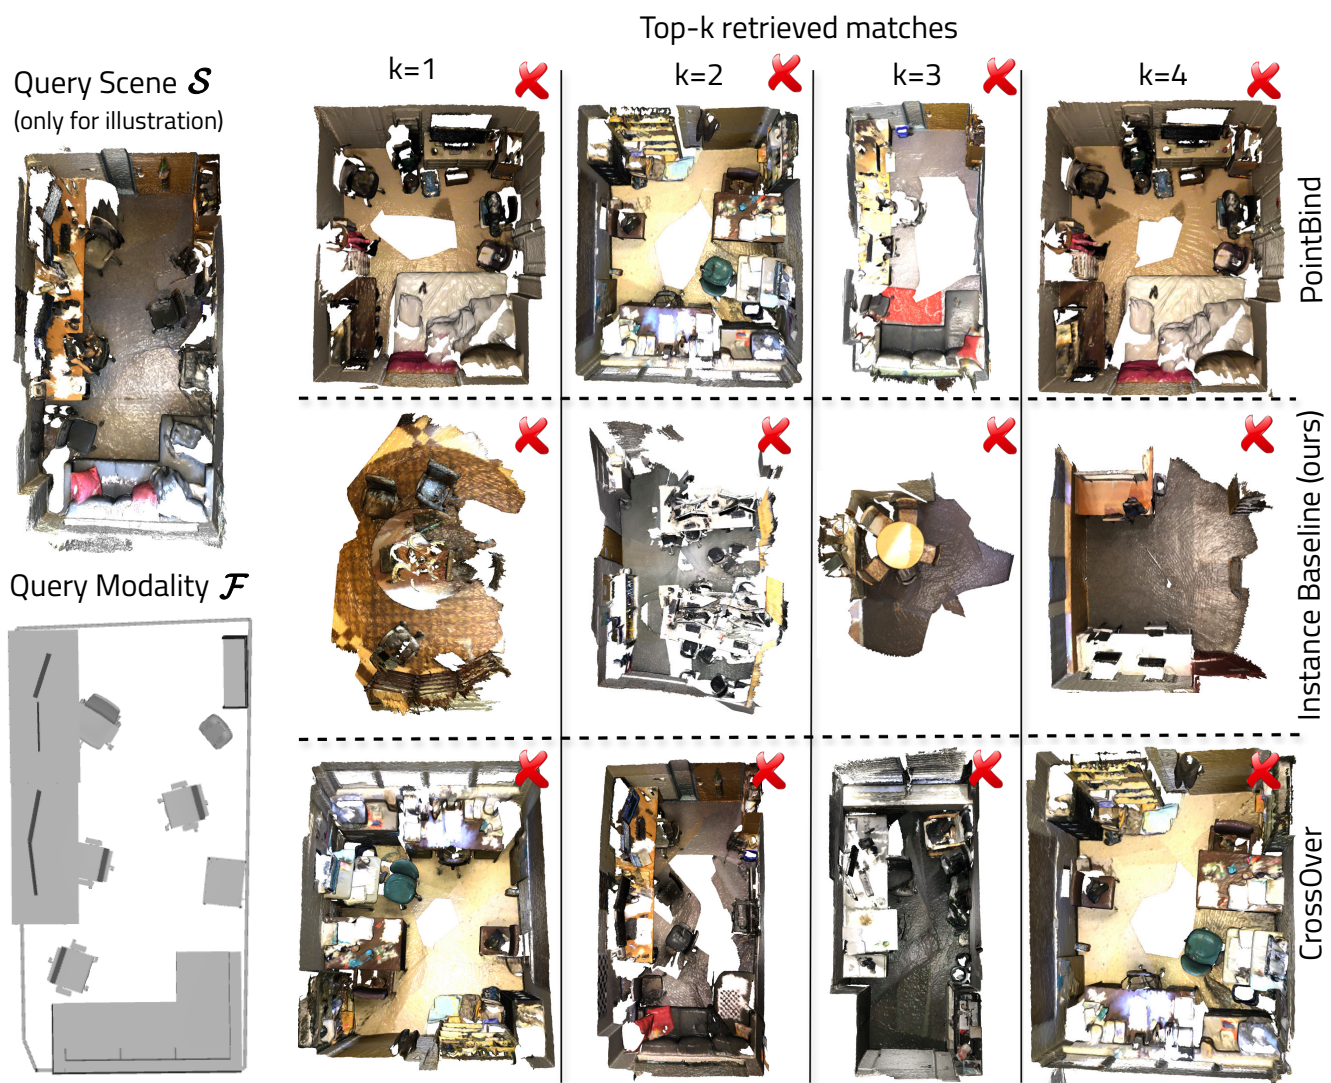 Top-k retrieved matches
k=1
k=2
k=3
k=4
Query Scene S
(only for illustration)
Query Modality F
PointBind
Instance Baseline (ours)
CrossOver